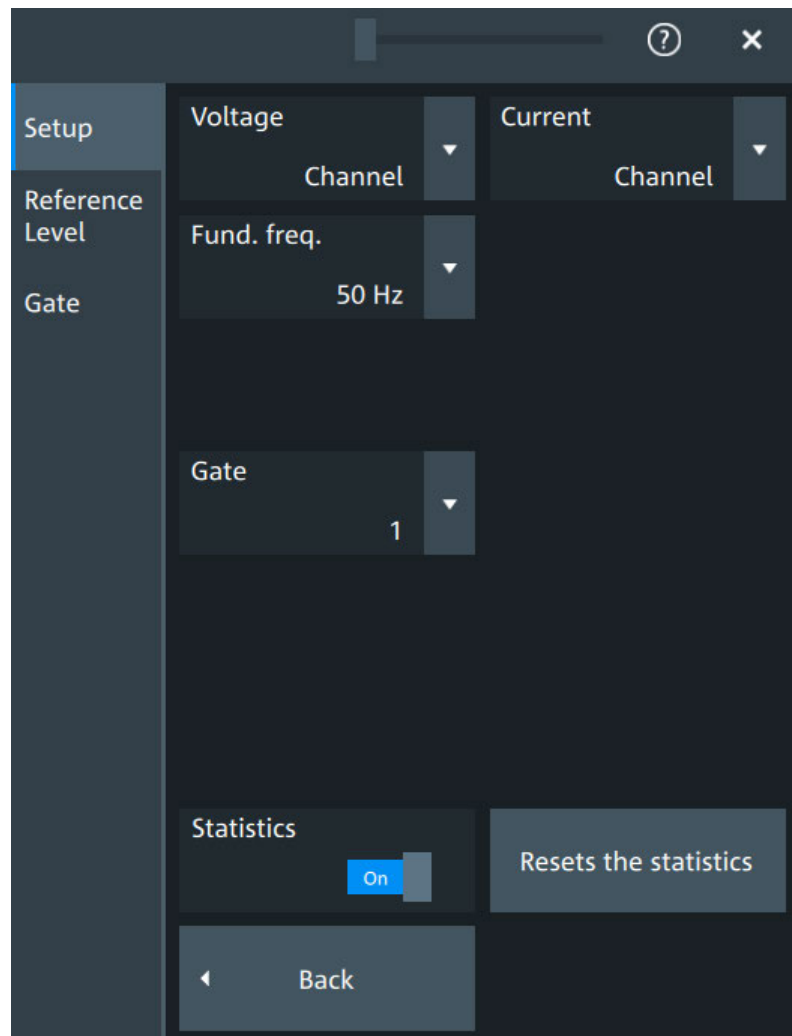 ?
Setup
Reference
Level
Gate
Voltage
Channel
Current
Channel
Fund. freq.
50 Hz
Gate
1
Statistics
On
Resets the statistics
Back